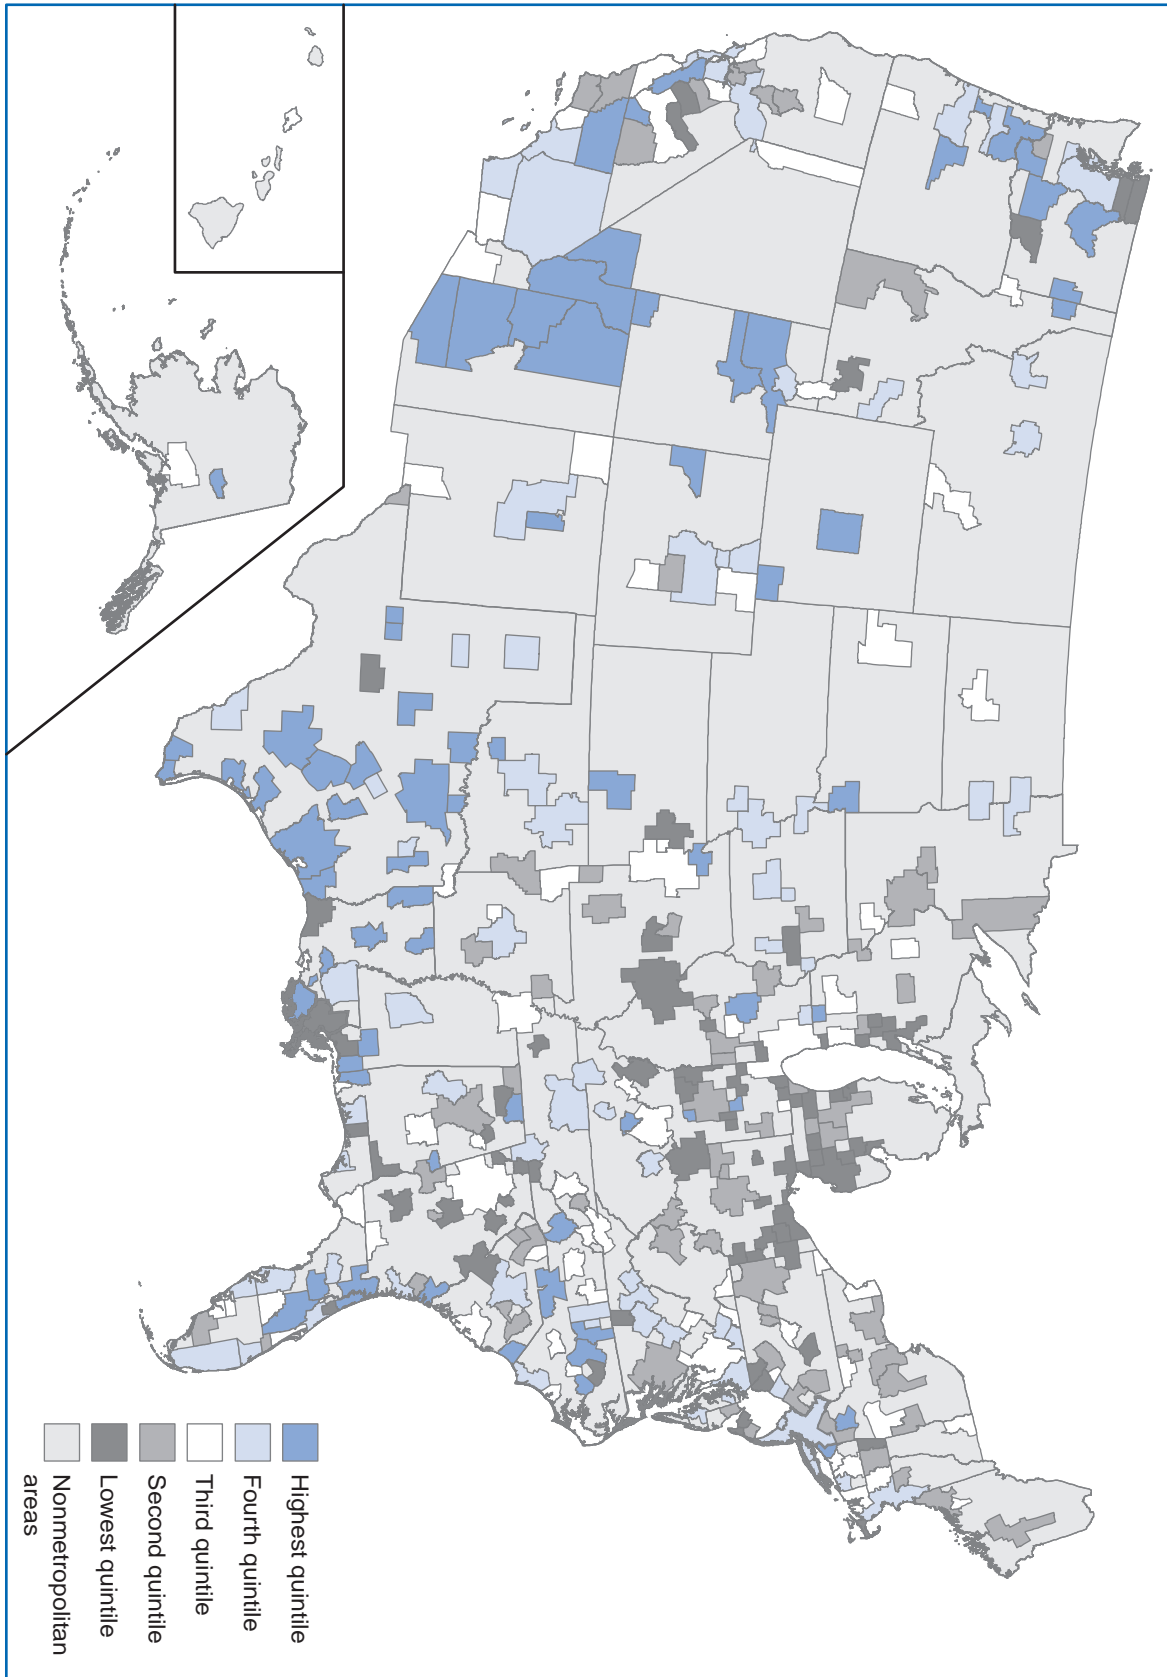 Highest quintile
Fourth quintile
Third quintile
Second quintile
Lowest quintile
Nonmetropolitan
areas